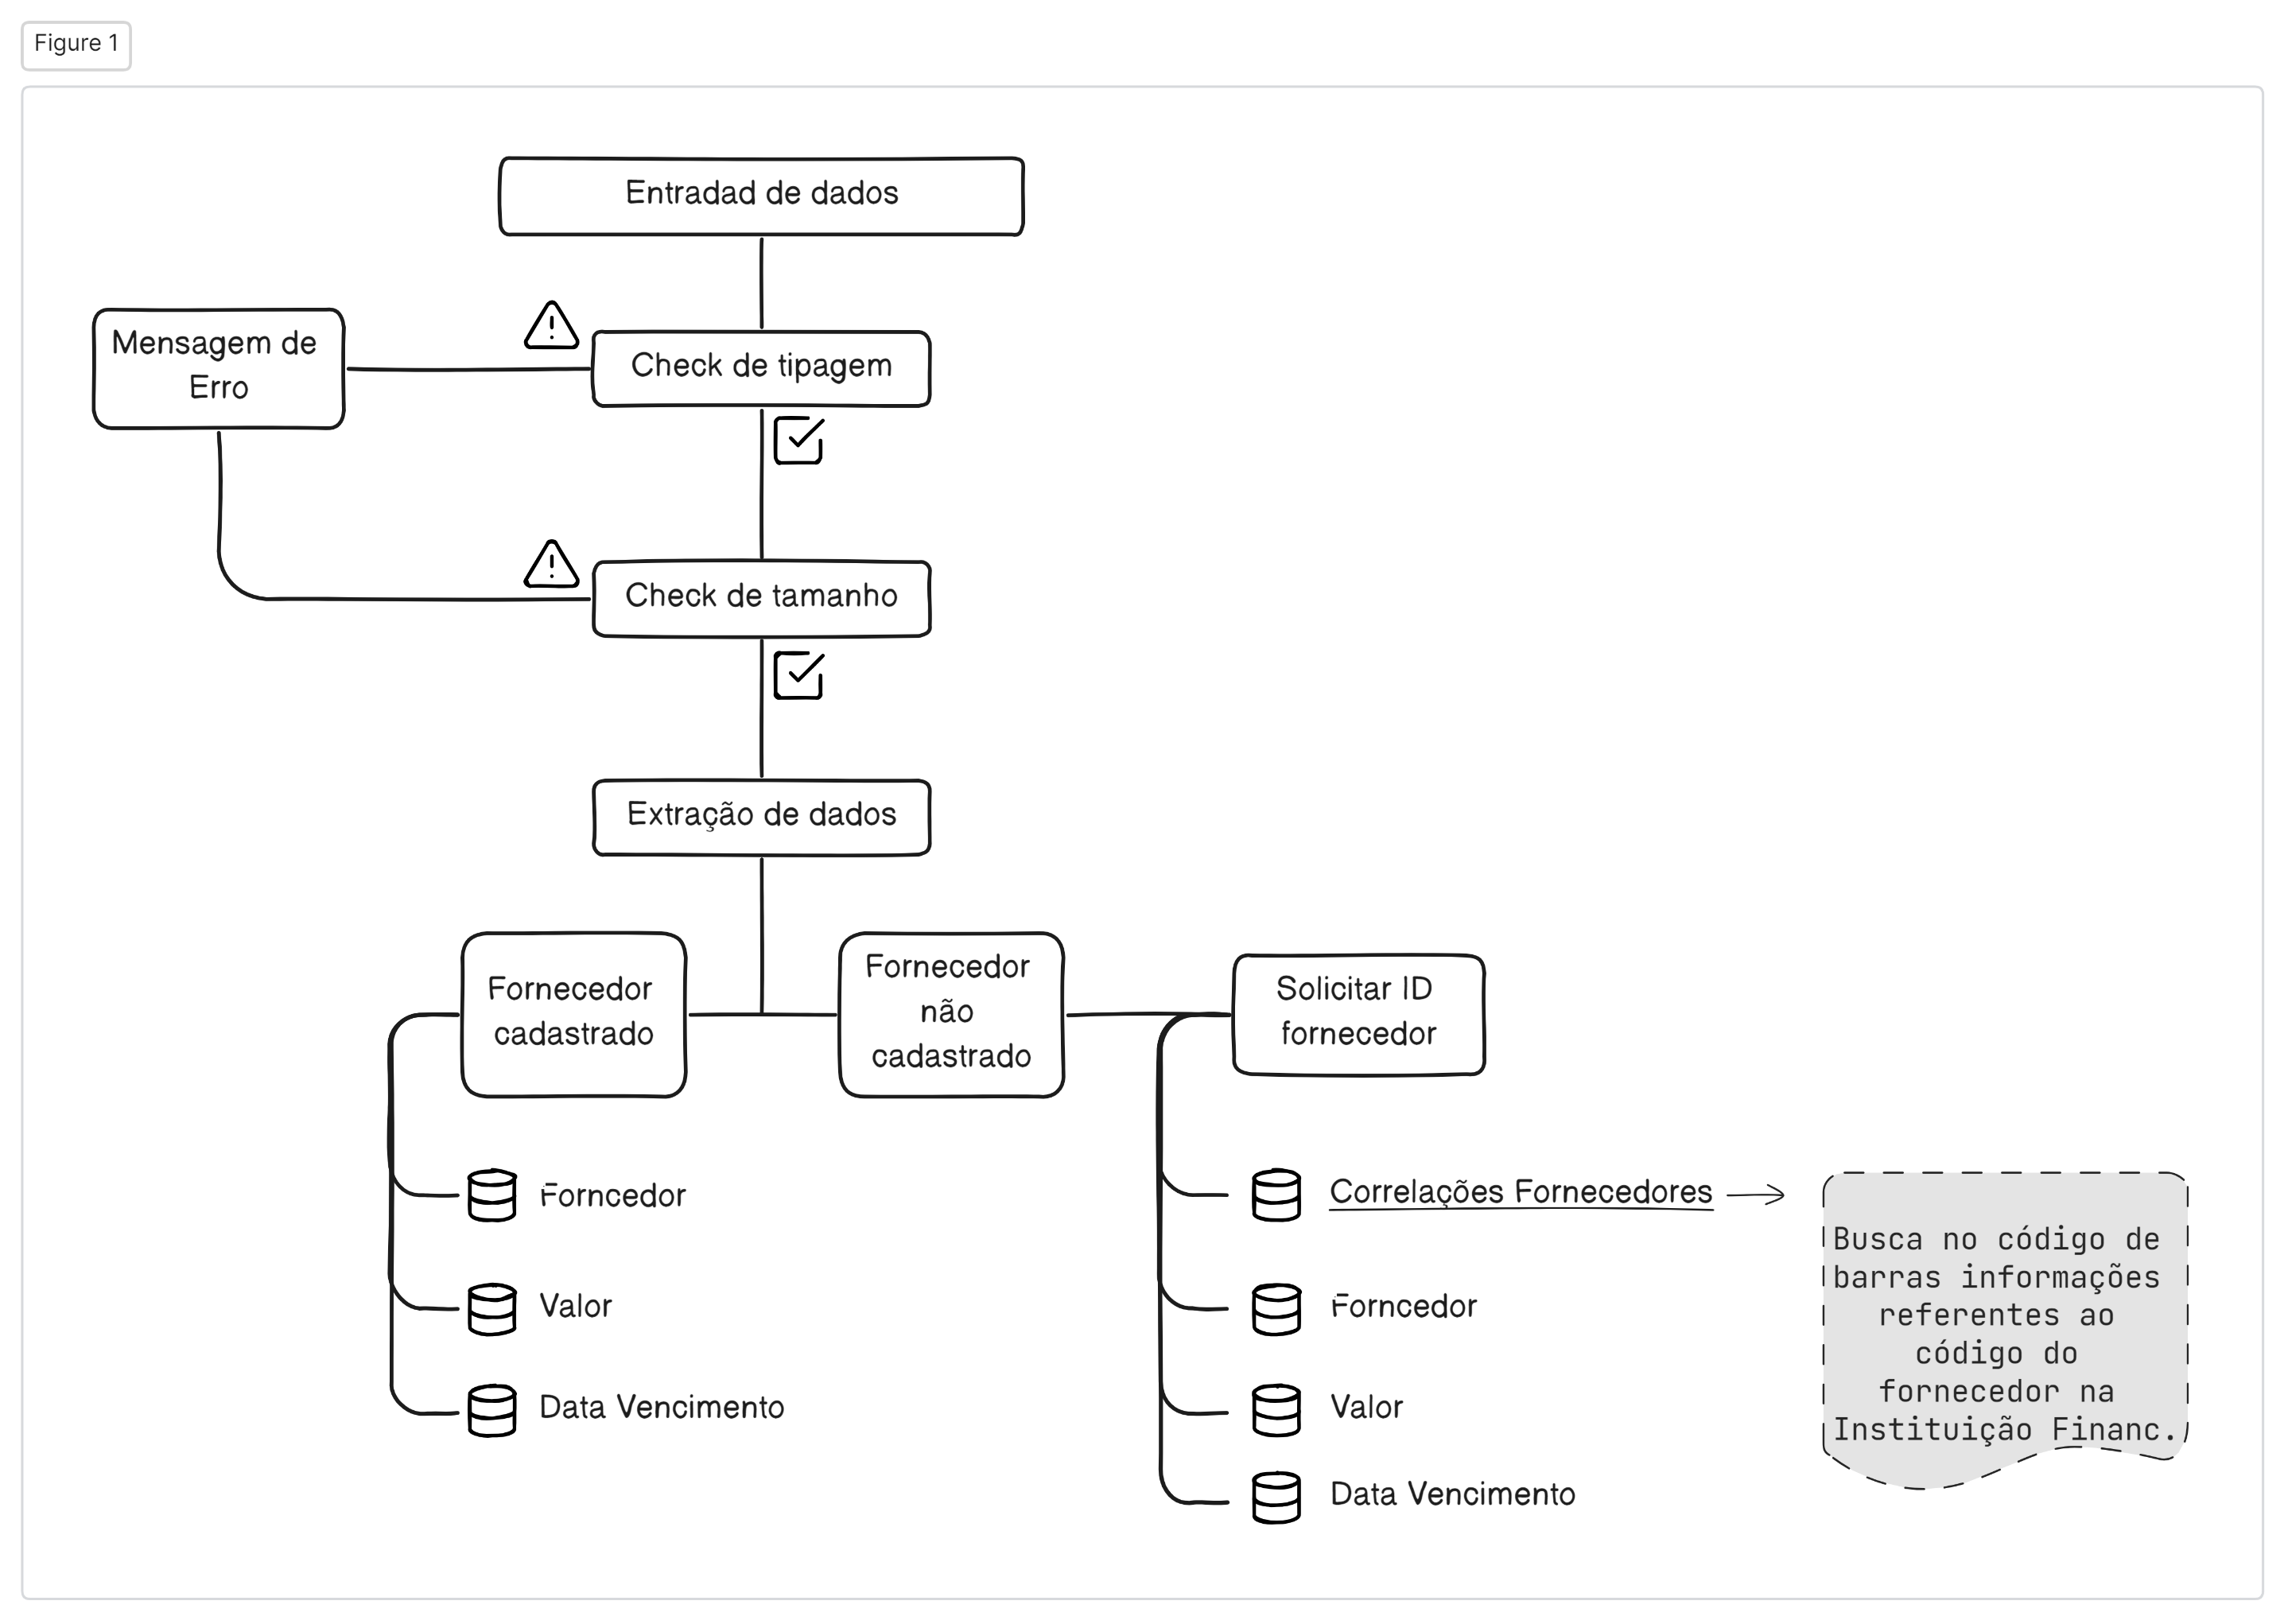 Figure 1
Entradad de dados
Mensagem de
Erro
Check de tipagem
Check de tamanho
Extração de dados
Fornecedor
cadastrado
Fornecedor
não
cadastrado
Solicitar ID
fornecedor
Forncedor
Valor
Data Vencimento
Correlações Fornecedores
Forncedor
Valor
Data Vencimento
Busca no código de
barras informações
referentes ao
código do
fornecedor na
Instituição Financ.